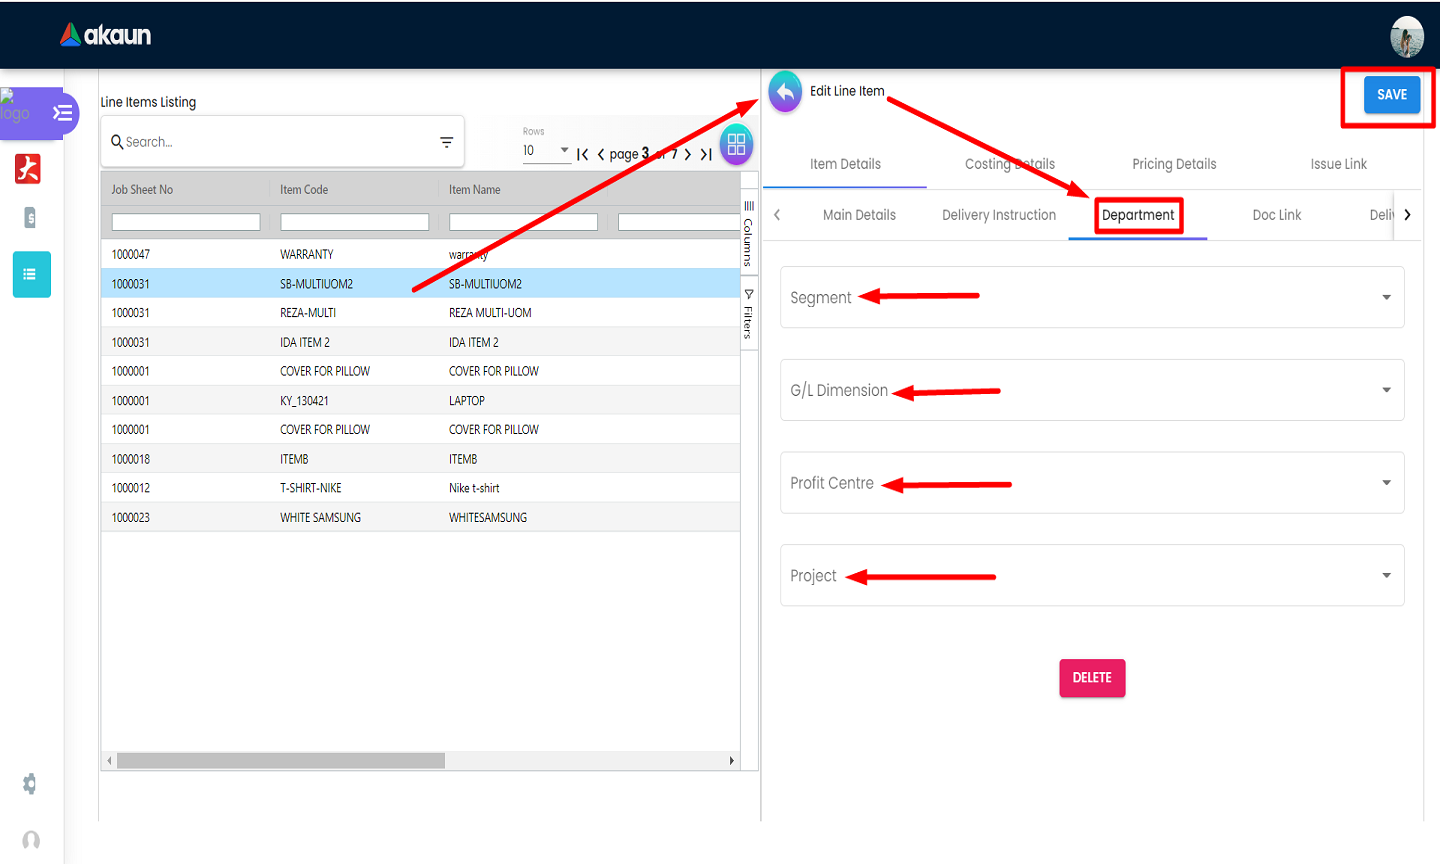 akaun
logo
Line Items Listing
Search...
Rows
10
page 3 of 7
Job Sheet No Item Code Item Name
1000047 WARRANTY warranty
1000031 SB-MULTIUOM2 SB-MULTIUOM2
1000031 REZA-MULTI REZA MULTI-UOM
1000031 IDA ITEM 2 IDA ITEM 2
1000001 COVER FOR PILLOW COVER FOR PILLOW
1000001 KY_130421 LAPTOP
1000001 COVER FOR PILLOW COVER FOR PILLOW
1000018 ITEMB ITEMB
1000012 T-SHIRT-NIKE Nike t-shirt
1000023 WHITE SAMSUNG WHITESAMSUNG
Columns
Filters
Edit Line Item
SAVE
Item Details Costing Details Pricing Details Issue Link
Main Details Delivery Instruction Department Doc Link Deliv
Segment
G/L Dimension
Profit Centre
Project
DELETE